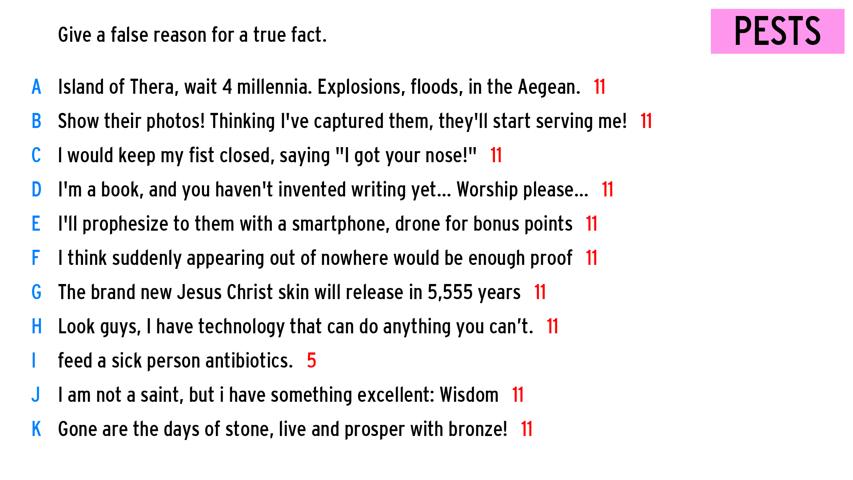 Give a false reason for a true fact.
PESTS
A Island of Thera, wait 4 millennia. Explosions, floods, in the Aegean. 11
B Show their photos! Thinking I've captured them, they'll start serving me! 11
C I would keep my fist closed, saying "I got your nose!" 11
D I'm a book, and you haven't invented writing yet... Worship please... 11
E I'll prophesize to them with a smartphone, drone for bonus points 11
F I think suddenly appearing out of nowhere would be enough proof 11
G The brand new Jesus Christ skin will release in 5,555 years 11
H Look guys, I have technology that can do anything you can’t. 11
I feed a sick person antibiotics. 5
J I am not a saint, but i have something excellent: Wisdom 11
K Gone are the days of stone, live and prosper with bronze! 11